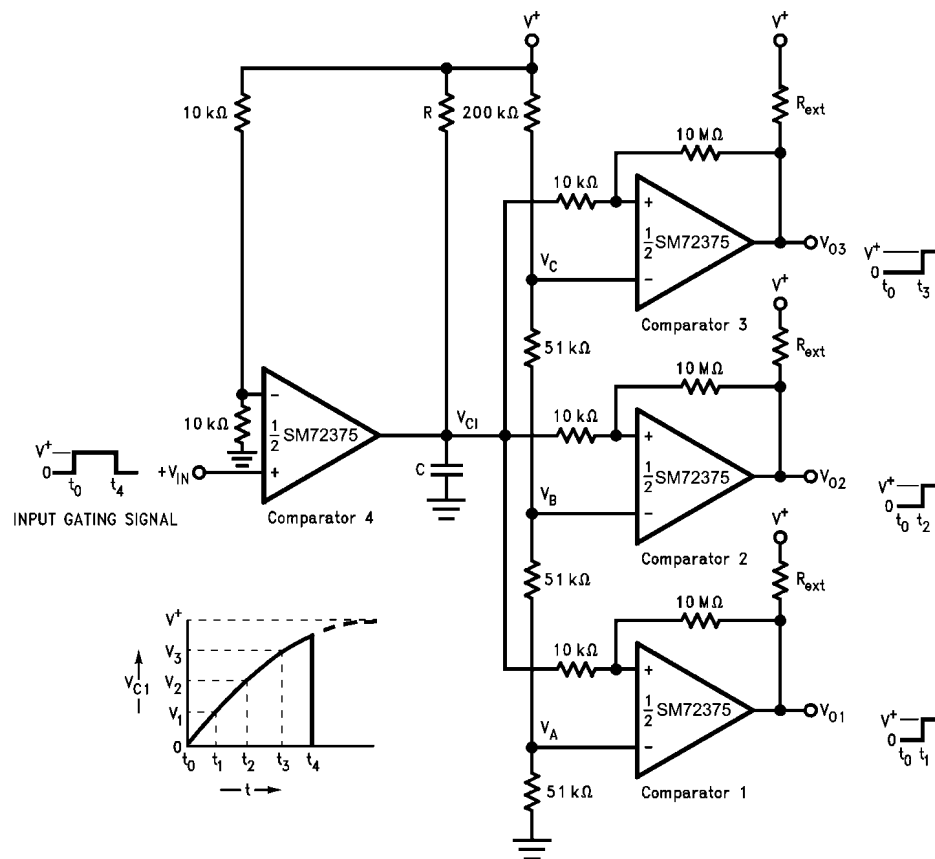 V+
V+
10 kΩ
R
200 kΩ
Rext
10 MΩ
10 kΩ
+
½ SM72375
−
VC
VO3
V+
0
t0 t3
Comparator 3
V+
51 kΩ
Rext
10 MΩ
10 kΩ
+
½ SM72375
−
VB
VO2
V+
0
t0 t2
Comparator 2
10 kΩ
−
½ SM72375
+
VC1
C
V+
0
t0 t4
+VIN
INPUT GATING SIGNAL
Comparator 4
V+
51 kΩ
Rext
10 MΩ
10 kΩ
+
½ SM72375
−
VA
VO1
V+
0
t0 t1
51 kΩ
Comparator 1
V+
V3
VC1
V2
V1
0
t0 t1 t2 t3 t4
t